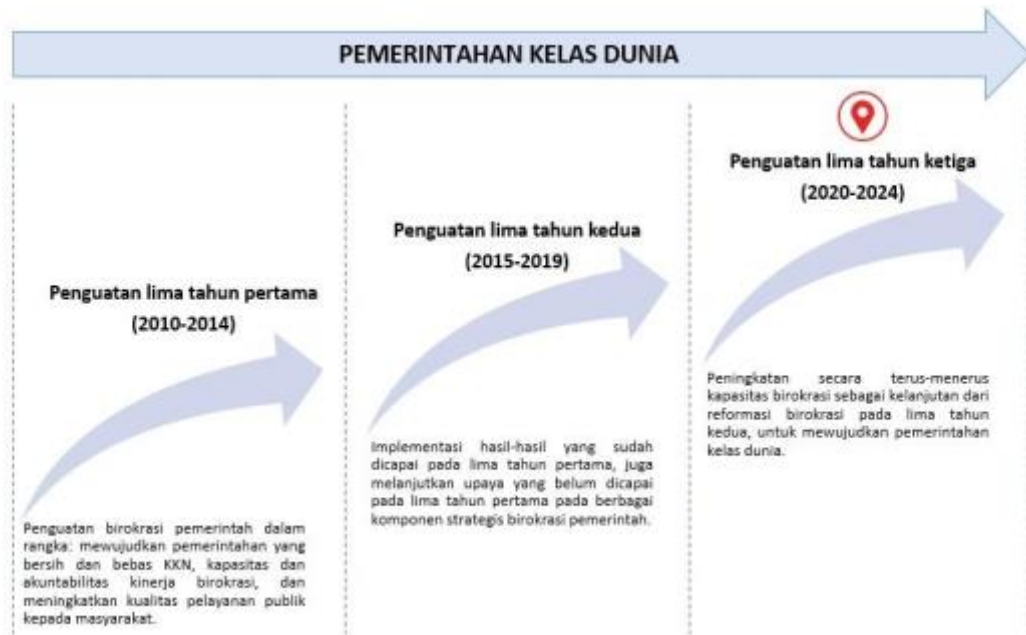 PEMERINTAHAN KELAS DUNIA
Penguatan lima tahun pertama
(2010-2014)
Penguatan birokrasi pemerintah dalam
rangka: mewujudkan pemerintahan yang
bersih dan bebas KKN, kapasitas dan
akuntabilitas kinerja birokrasi, dan
meningkatkan kualitas pelayanan publik
kepada masyarakat.
Penguatan lima tahun kedua
(2015-2019)
Implementasi hasil-hasil yang sudah
dicapai pada lima tahun pertama, juga
melanjutkan upaya yang belum dicapai
pada lima tahun pertama pada berbagai
komponen strategis birokrasi pemerintah.
Penguatan lima tahun ketiga
(2020-2024)
Peningkatan secara terus-menerus
kapasitas birokrasi sebagai kelanjutan dari
reformasi birokrasi pada lima tahun
kedua, untuk mewujudkan pemerintahan
kelas dunia.